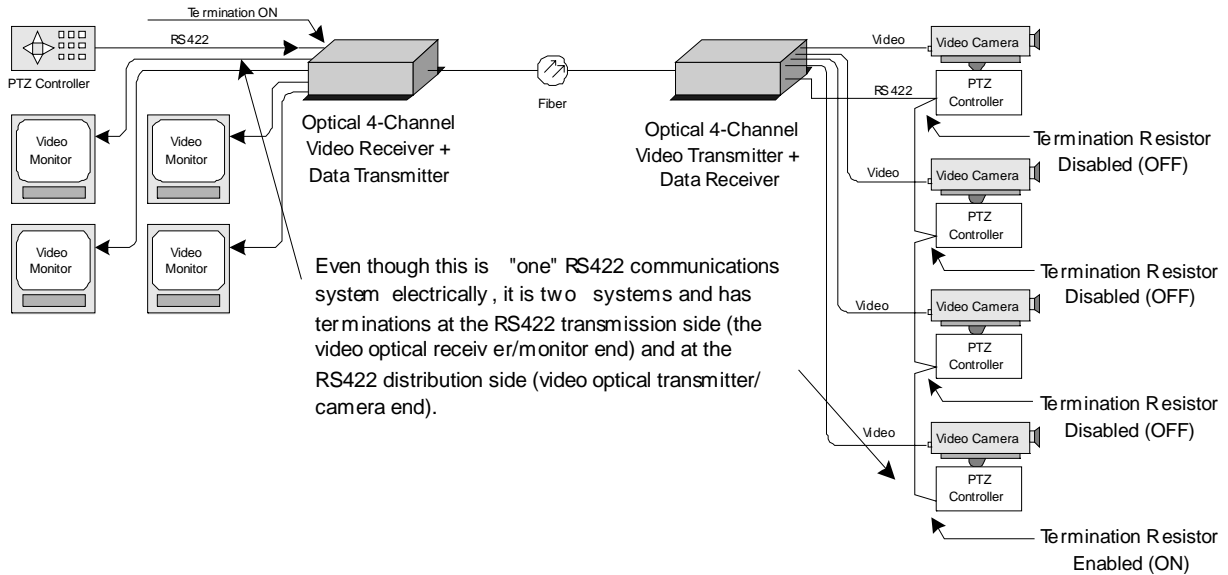 Termination ON
RS422
PTZ Controller
Video
Monitor
Video
Monitor
Video
Monitor
Video
Monitor
Optical 4-Channel
Video Receiver +
Data Transmitter
Fiber
Optical 4-Channel
Video Transmitter +
Data Receiver
Even though this is "one" RS422 communications
system electrically, it is two systems and has
terminations at the RS422 transmission side (the
video optical receiver/monitor end) and at the
RS422 distribution side (video optical transmitter/
camera end).
Video
RS422
Video Camera
PTZ
Controller
Termination Resistor
Disabled (OFF)
Video
Video Camera
PTZ
Controller
Termination Resistor
Disabled (OFF)
Video
Video Camera
PTZ
Controller
Termination Resistor
Disabled (OFF)
Video
Video Camera
PTZ
Controller
Termination Resistor
Enabled (ON)